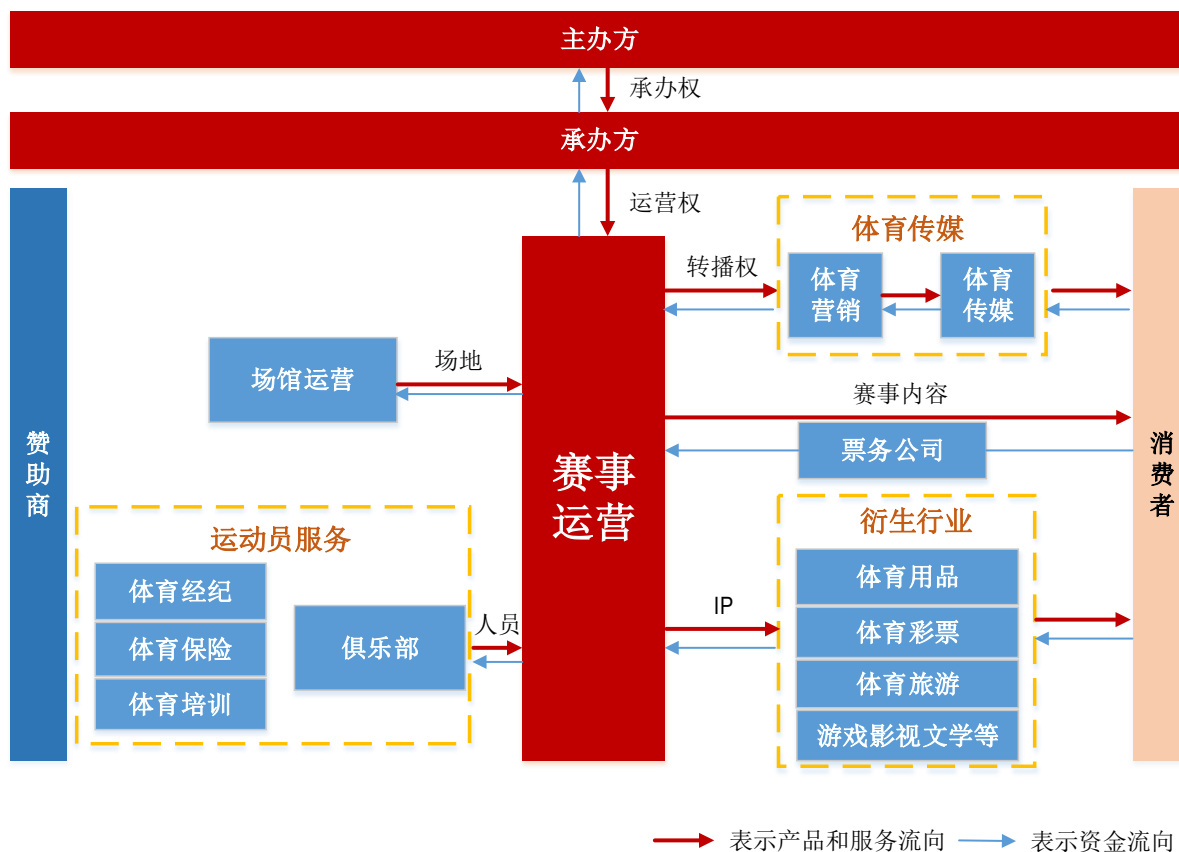 主办方
承办权
承办方
运营权
赞助商
场馆运营
场地
运动员服务
体育经纪
体育保险
体育培训
俱乐部
人员
赛事
运营
转播权
体育传媒
体育
营销
体育
传媒
赛事内容
票务公司
IP
衍生行业
体育用品
体育彩票
体育旅游
游戏影视文学等
消费者
表示产品和服务流向
表示资金流向